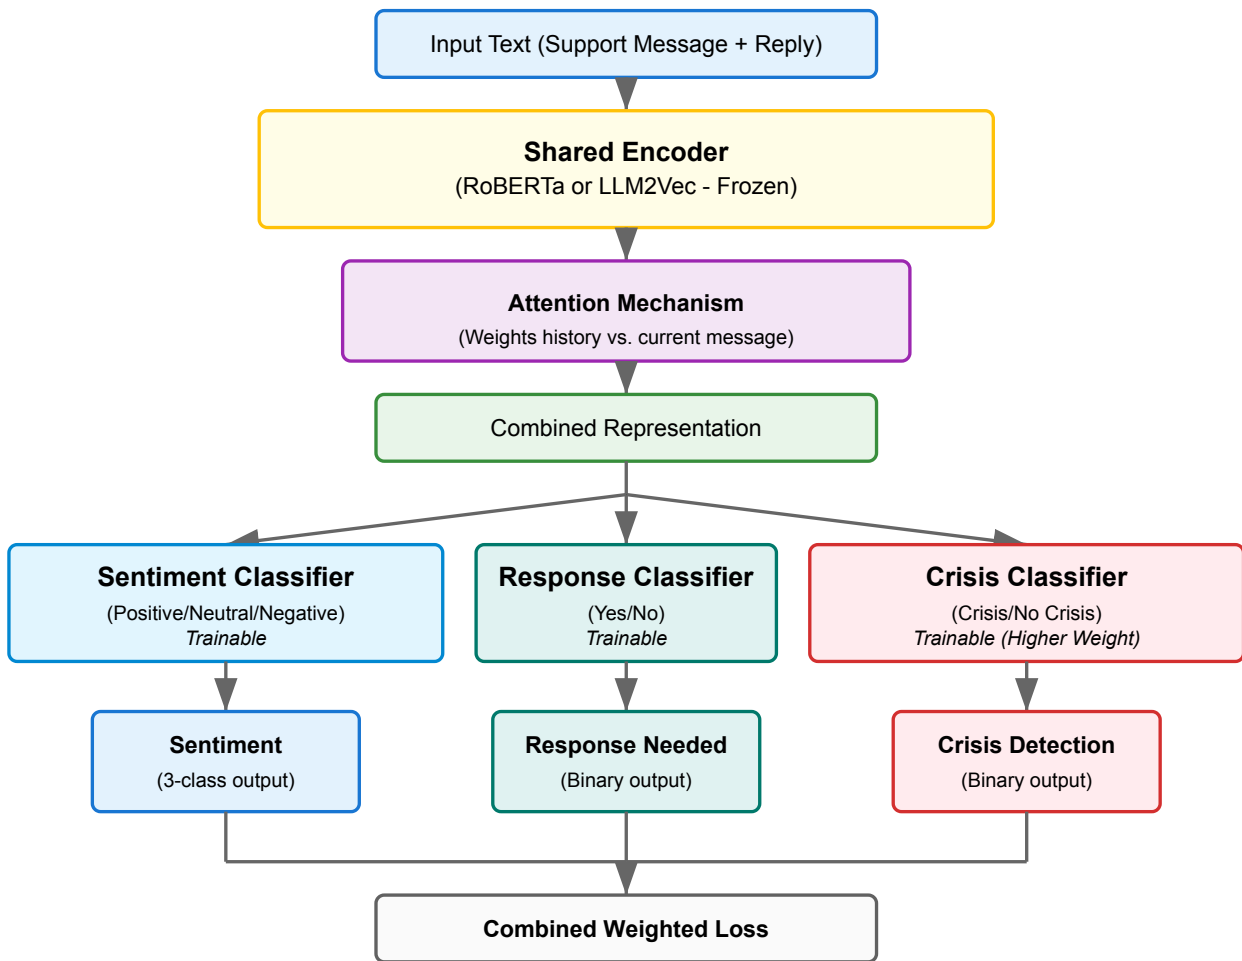 Input Text (Support Message + Reply)
Shared Encoder
(RoBERTa or LLM2Vec - Frozen)
Attention Mechanism
(Weights history vs. current message)
Combined Representation
Sentiment Classifier
(Positive/Neutral/Negative)
Trainable
Response Classifier
(Yes/No)
Trainable
Crisis Classifier
(Crisis/No Crisis)
Trainable (Higher Weight)
Sentiment
(3-class output)
Response Needed
(Binary output)
Crisis Detection
(Binary output)
Combined Weighted Loss